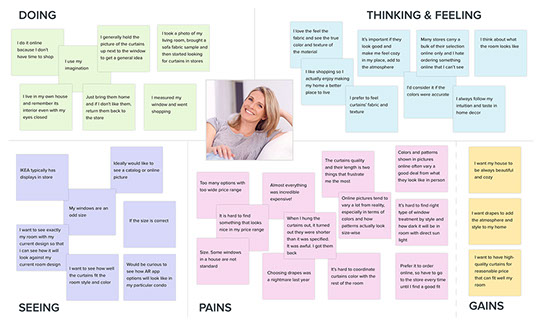 DOING
I do it online
because I don't
have time to shop
I use my
imagination
I generally hold the
picture of the curtains
up next to the window
to get a general idea
I took a photo of my
living room, brought a
sofa fabric sample and
then started looking
for curtains in stores
I live in my own house and
remember its
interior even with my
eyes closed
Just bring them home
and if I don't like them,
return them back to
the store
I measured my
window and went
shopping
THINKING & FEELING
I love the feel the
fabric and see the true
color and texture of
the material
It's important if they
look good and
make me feel cozy
in my place, add to
the atmosphere
Many stores carry a
bulk of their selection
online only and I hate
ordering something
online that I can't see
I think about what
the room looks like
I like shopping so I
actually enjoy making
my home a better
place to live
I prefer to feel
curtains' fabric and
texture
I'd consider it if the
colors were accurate
I always follow my
intuition and taste in
home decor
IKEA typically has
displays in store
Ideally would like to
see a catalog or online
picture
My windows are an
odd size
If the size is correct
I want to see exactly
my room with my
current design so that
I can see how it will
look against my
current room design
I want to see how well
the curtains fit the
room style and color
Would be curious to
see how AR app
options will look like in
my particular condo
SEEING
Too many options with
too wide price range
Almost everything
was incredible
expensive!
The curtains quality
and their length is two
things that frustrate
me the most
Colors and patterns
shown in pictures
online often vary a
good deal from what
they look like in person
It is hard to find
something that looks
nice in my price range
When I hung the
curtains out, it turned
out they were shorter
than it was specified.
It was awful. I got them
back
Online pictures tend to
vary a lot from reality,
especially in terms of
colors and how
patterns actually look
size-wise
It's hard to find right
type of window
treatment by style and
how dark it will be in
room with direct sun
light
Size. Some windows
in a house are not
standard
Choosing drapes was
a nightmare last year
It's hard to coordinate
curtains color with the
rest of the room
Prefer it to order
online, so have to go
to the store every time
until I find a good fit
PAINS
I want my house to
be always beautiful
and cozy
I want drapes to add
the atmosphere and
style to my home
I want to have high-
quality curtains for
reasonable price that
can fit well my room
GAINS